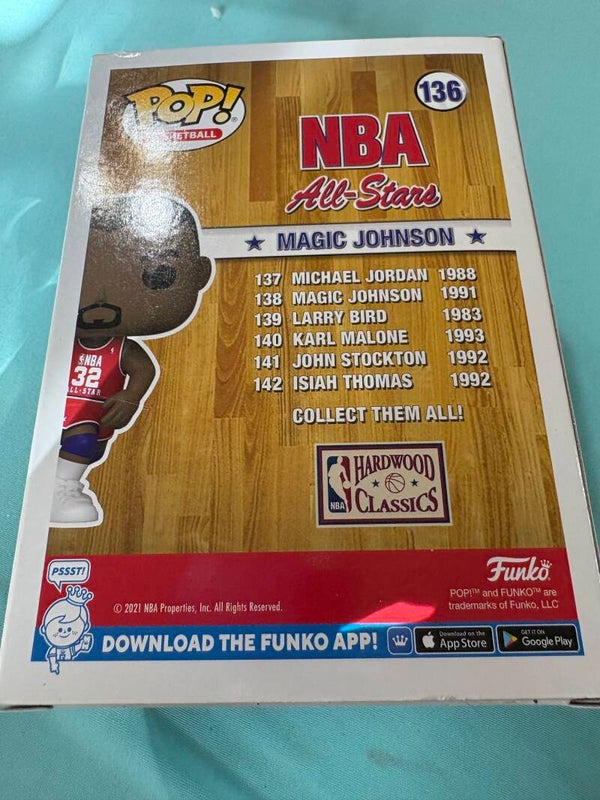 POP!
KETBALL
136
NBA
All-Stars
★ MAGIC JOHNSON ★
137 MICHAEL JORDAN 1988
138 MAGIC JOHNSON 1991
139 LARRY BIRD 1983
140 KARL MALONE 1993
141 JOHN STOCKTON 1992
142 ISIAH THOMAS 1992
COLLECT THEM ALL!
NBA
32
LL-STAR
HARDWOOD
CLASSICS
NBA
PSSST!
Funko
POP!™ and FUNKO™ are
trademarks of Funko, LLC
© 2021 NBA Properties, Inc. All Rights Reserved.
DOWNLOAD THE FUNKO APP!
Download on the
App Store
GET IT ON
Google Play